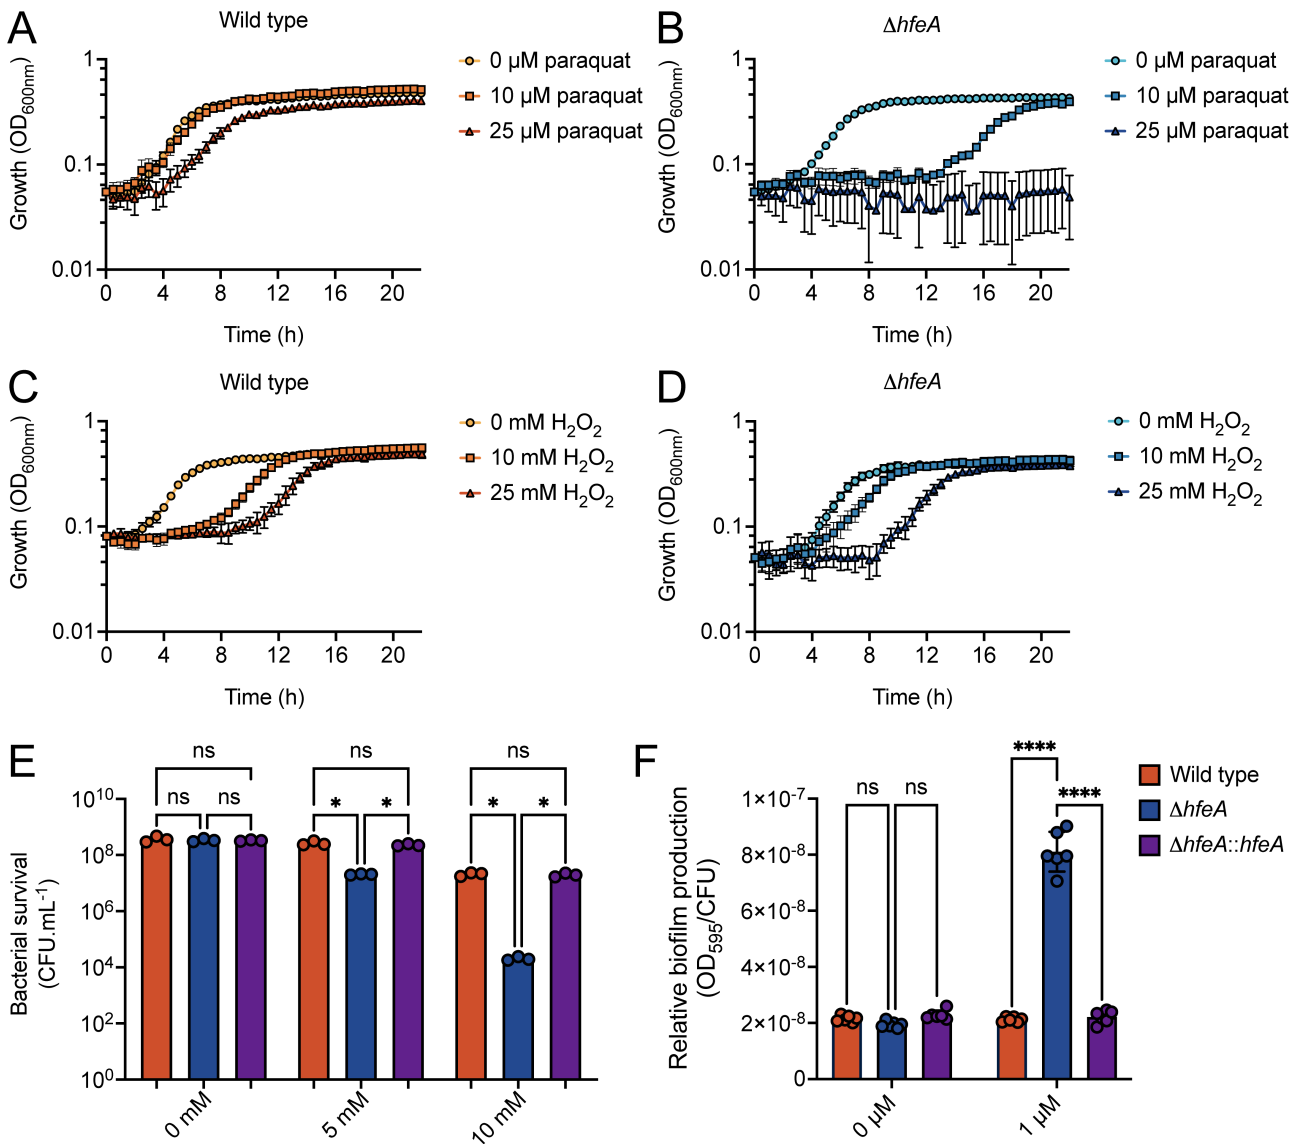 A
Wild type
1
0.1
0.01
Growth (OD600nm)
0
4
8
12
16
20
Time (h)
0 µM paraquat
10 µM paraquat
25 µM paraquat
B
ΔhfeA
1
0.1
0.01
Growth (OD600nm)
0
4
8
12
16
20
Time (h)
0 µM paraquat
10 µM paraquat
25 µM paraquat
C
Wild type
1
0.1
0.01
Growth (OD600nm)
0
4
8
12
16
20
Time (h)
0 mM H2O2
10 mM H2O2
25 mM H2O2
D
ΔhfeA
1
0.1
0.01
Growth (OD600nm)
0
4
8
12
16
20
Time (h)
0 mM H2O2
10 mM H2O2
25 mM H2O2
E
ns
ns
ns
ns
*
*
ns
*
*
10^10
10^8
10^6
10^4
10^2
10^0
Bacterial survival
(CFU.mL-1)
0 mM
5 mM
10 mM
F
ns
ns
****
****
1×10-7
8×10-8
6×10-8
4×10-8
2×10-8
0
Relative biofilm production
(OD595/CFU)
0 µM
1 µM
Wild type
ΔhfeA
ΔhfeA::hfeA